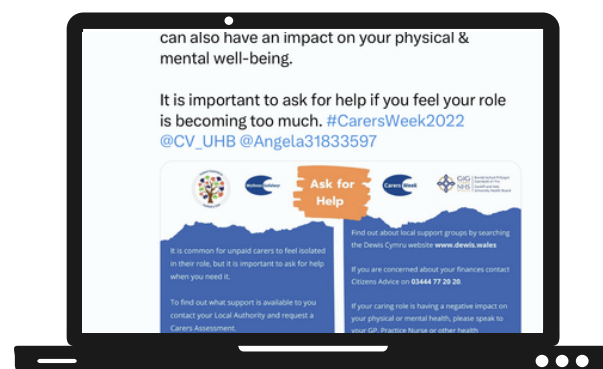 can also have an impact on your physical &
mental well-being.
It is important to ask for help if you feel your role
is becoming too much. #CarersWeek2022
@CV_UHB @Angela31833597
Ask for
Help
Carers Week
GIG
NHS
It is common for unpaid carers to feel isolated
in their role, but it is important to ask for help
when you need it.
To find out what support is available to you
contact your Local Authority and request a
Carers Assessment.
Find out about local support groups by searching
the Dewis Cymru website www.dewis.wales
If you are concerned about your finances contact
Citizens Advice on 03444 77 20 20.
If your caring role is having a negative impact on
your physical or mental health, please speak to
your GP, Practice Nurse or other health